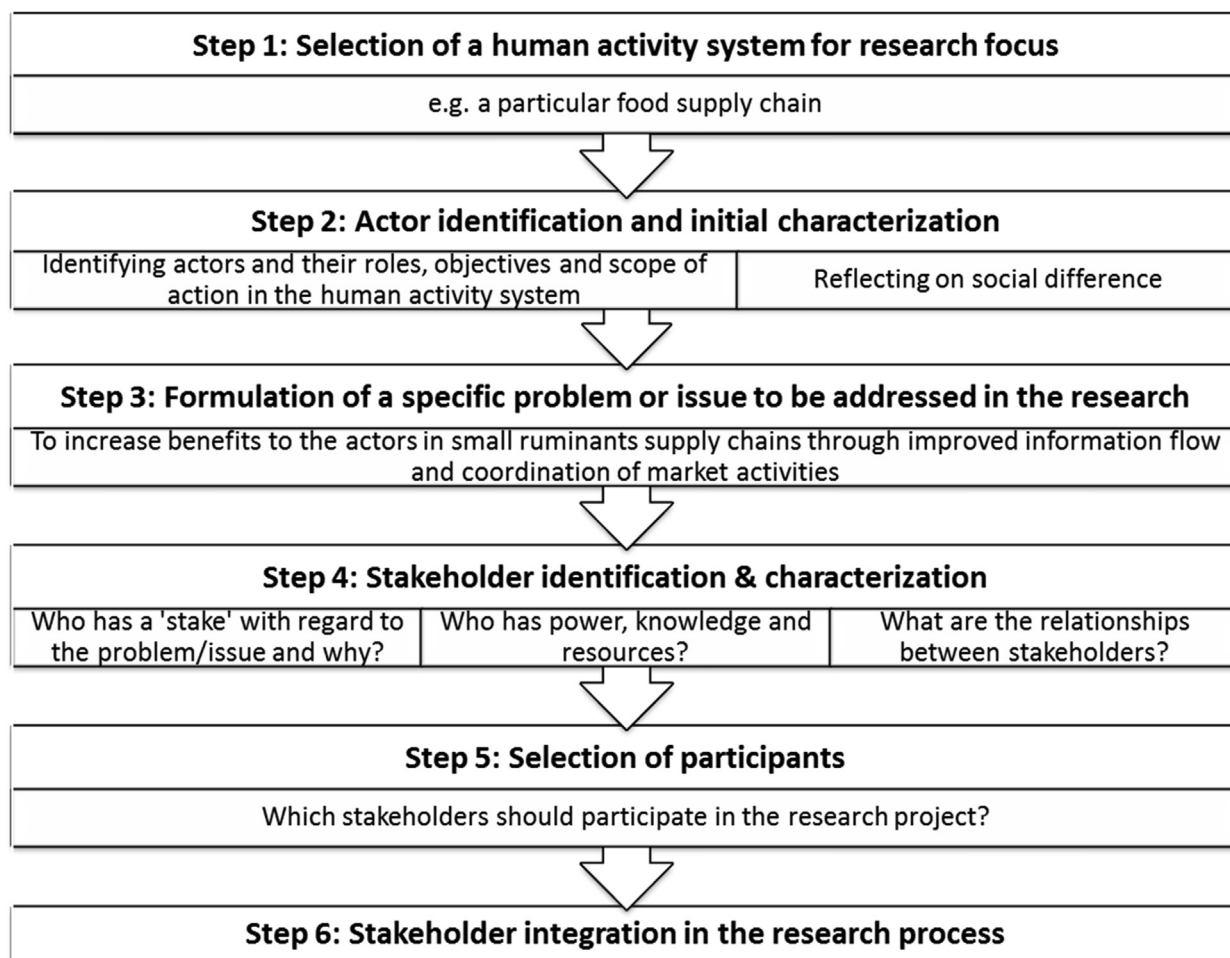 Step 1: Selection of a human activity system for research focus
e.g. a particular food supply chain
Step 2: Actor identification and initial characterization
Identifying actors and their roles, objectives and scope of
action in the human activity system
Reflecting on social difference
Step 3: Formulation of a specific problem or issue to be addressed in the research
To increase benefits to the actors in small ruminants supply chains through improved information flow
and coordination of market activities
Step 4: Stakeholder identification & characterization
Who has a 'stake' with regard to
the problem/issue and why?
Who has power, knowledge and
resources?
What are the relationships
between stakeholders?
Step 5: Selection of participants
Which stakeholders should participate in the research project?
Step 6: Stakeholder integration in the research process